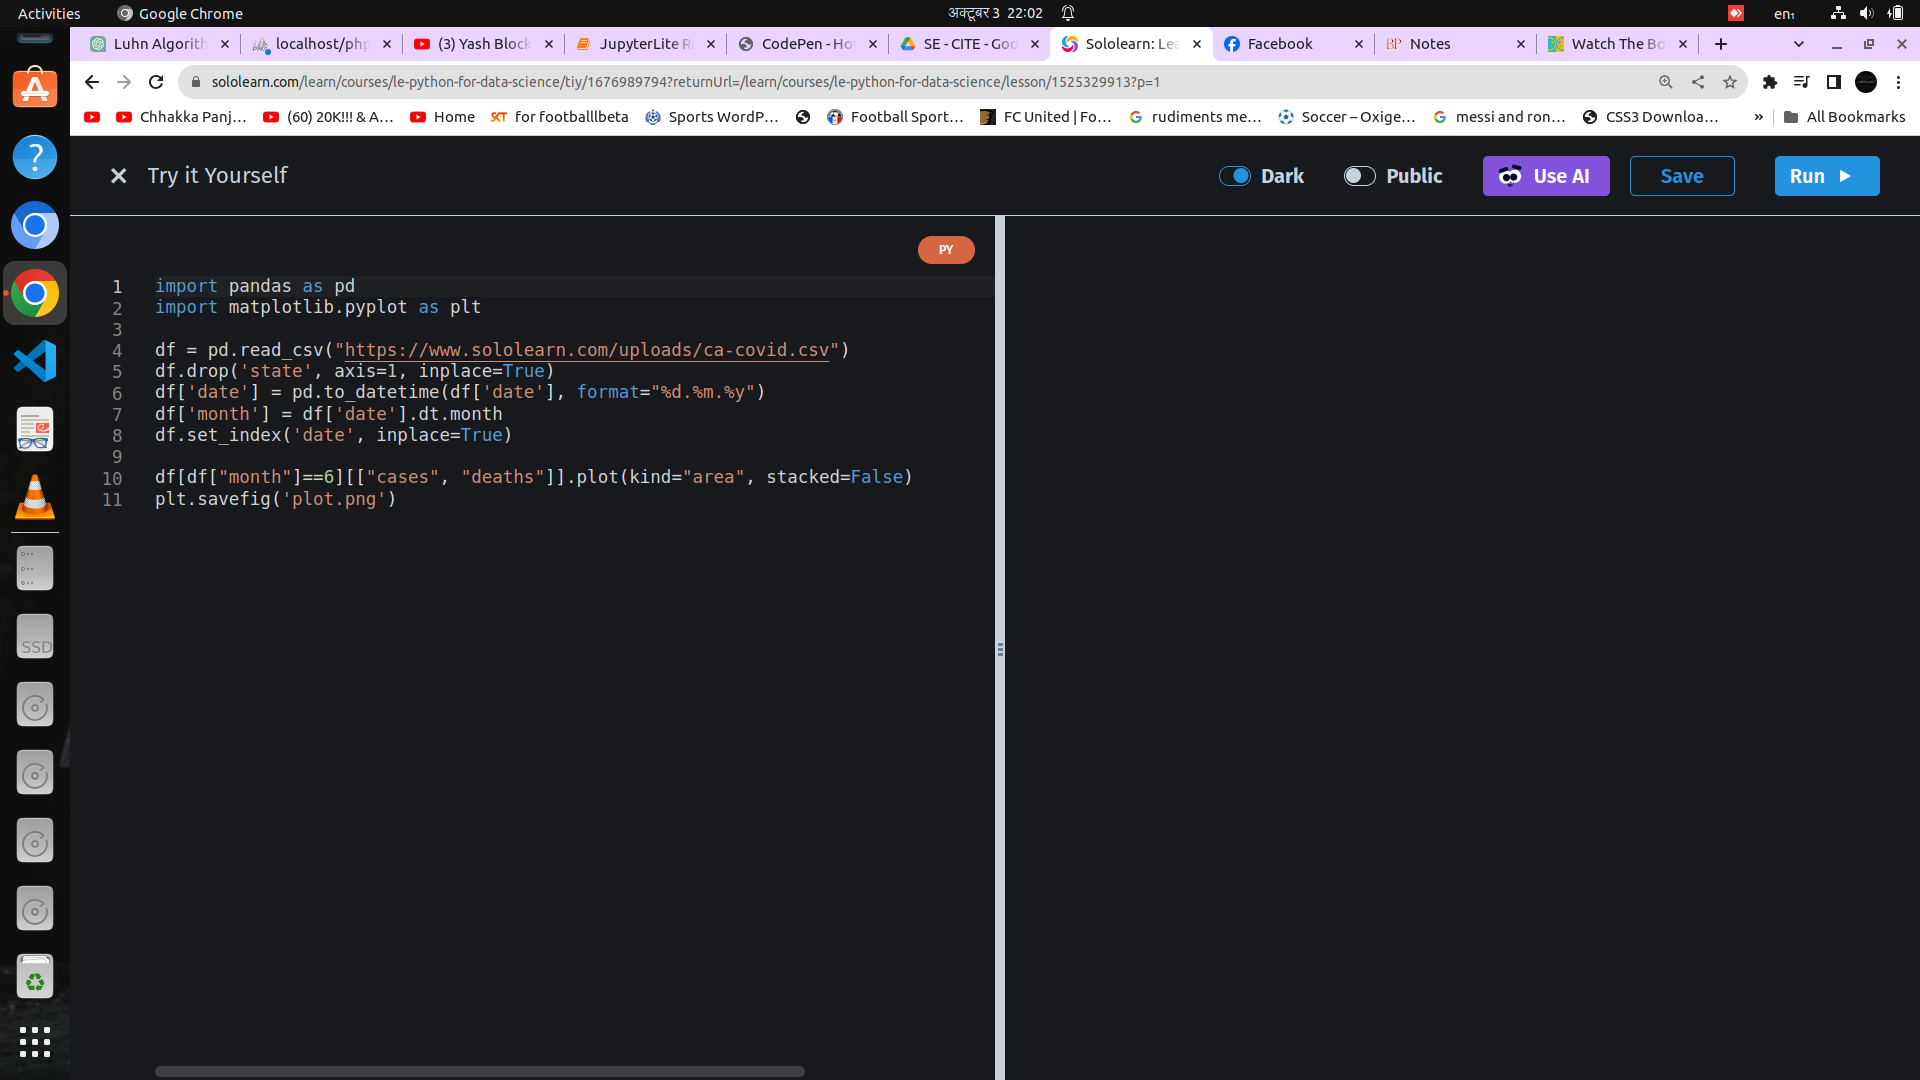 Activities
Google Chrome
अक्टूबर 3 22:02
en₁
Luhn Algorith
localhost/php
(3) Yash Block
JupyterLite Re
CodePen - Ho
SE - CITE - Goo
Sololearn: Lea
Facebook
Notes
Watch The Bo
sololearn.com/learn/courses/le-python-for-data-science/tiy/1676989794?returnUrl=/learn/courses/le-python-for-data-science/lesson/1525329913?p=1
Chhakka Panj…
(60) 20K!!! & A…
Home
SKT for footballlbeta
Sports WordP…
Football Sport…
FC United | Fo…
rudiments me…
Soccer – Oxige…
messi and ron…
CSS3 Downloa…
»
All Bookmarks
Try it Yourself
Dark
Public
Use AI
Save
Run
PY
1 import pandas as pd
2 import matplotlib.pyplot as plt
3
4 df = pd.read_csv("https://www.sololearn.com/uploads/ca-covid.csv")
5 df.drop('state', axis=1, inplace=True)
6 df['date'] = pd.to_datetime(df['date'], format="%d.%m.%y")
7 df['month'] = df['date'].dt.month
8 df.set_index('date', inplace=True)
9
10 df[df["month"]==6][["cases", "deaths"]].plot(kind="area", stacked=False)
11 plt.savefig('plot.png')
SSD